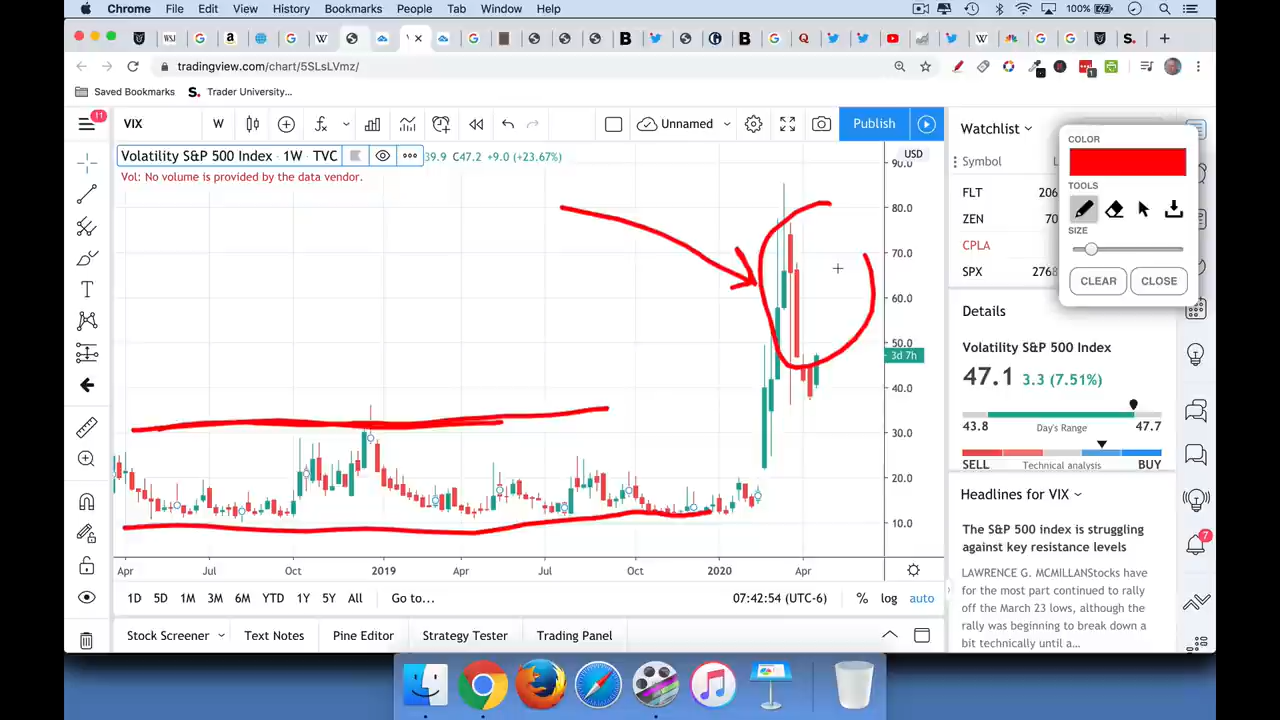 Chrome File Edit View History Bookmarks People Tab Window Help 100%
tradingview.com/chart/5SLsLVmz/
Saved Bookmarks S. Trader University...
11
VIX W Unnamed Publish
Volatility S&P 500 Index · 1W · TVC 39.9 C47.2 +9.0 (+23.67%)
Vol: No volume is provided by the data vendor.
USD
90.0
80.0
70.0
60.0
50.0
3d 7h
40.0
30.0
20.0
10.0
Apr Jul Oct 2019 Apr Jul Oct 2020 Apr
1D 5D 1M 3M 6M YTD 1Y 5Y All Go to... 07:42:54 (UTC-6) % log auto
Stock Screener Text Notes Pine Editor Strategy Tester Trading Panel
Watchlist
Symbol L
FLT 206
ZEN 70
CPLA
SPX 2768
COLOR
TOOLS
SIZE
CLEAR CLOSE
Details
Volatility S&P 500 Index
47.1 3.3 (7.51%)
43.8 Day's Range 47.7
SELL Technical analysis BUY
Headlines for VIX
The S&P 500 index is struggling
against key resistance levels
LAWRENCE G. MCMILLANStocks have
for the most part continued to rally
off the March 23 lows, although the
rally was beginning to break down a
bit technically until a...
7